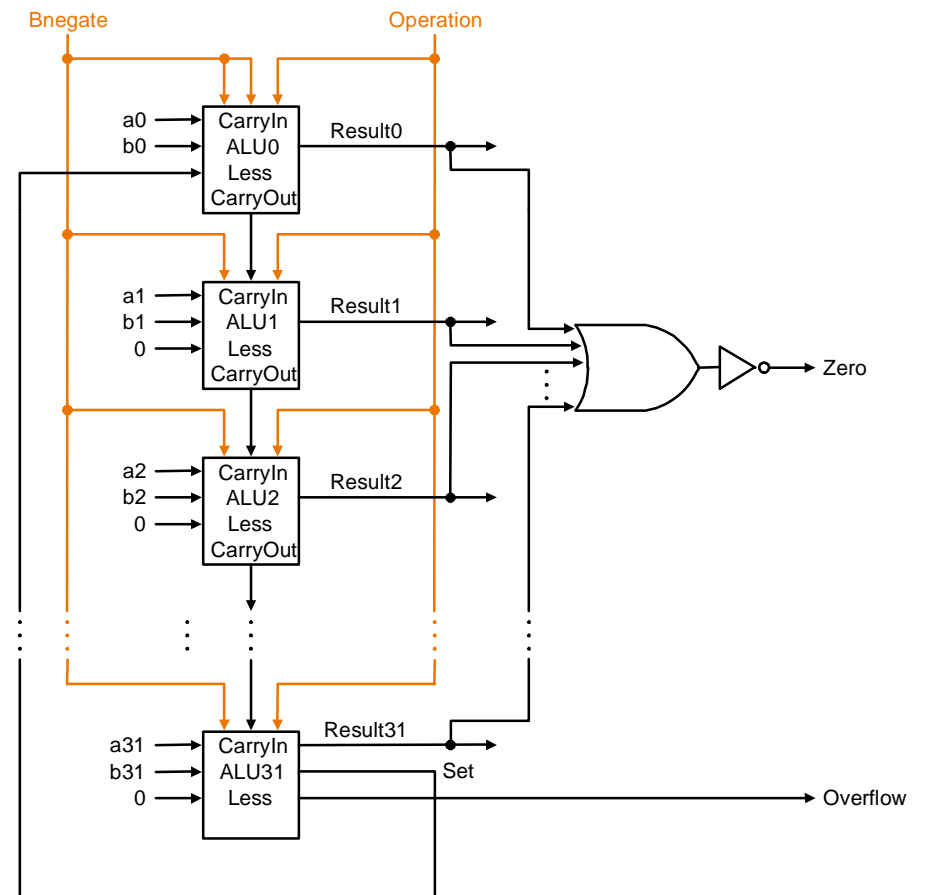 Bnegate
Operation
a0
b0
CarryIn
ALU0
Less
CarryOut
Result0
a1
b1
0
CarryIn
ALU1
Less
CarryOut
Result1
Zero
a2
b2
0
CarryIn
ALU2
Less
CarryOut
Result2
a31
b31
0
CarryIn
ALU31
Less
Result31
Set
Overflow